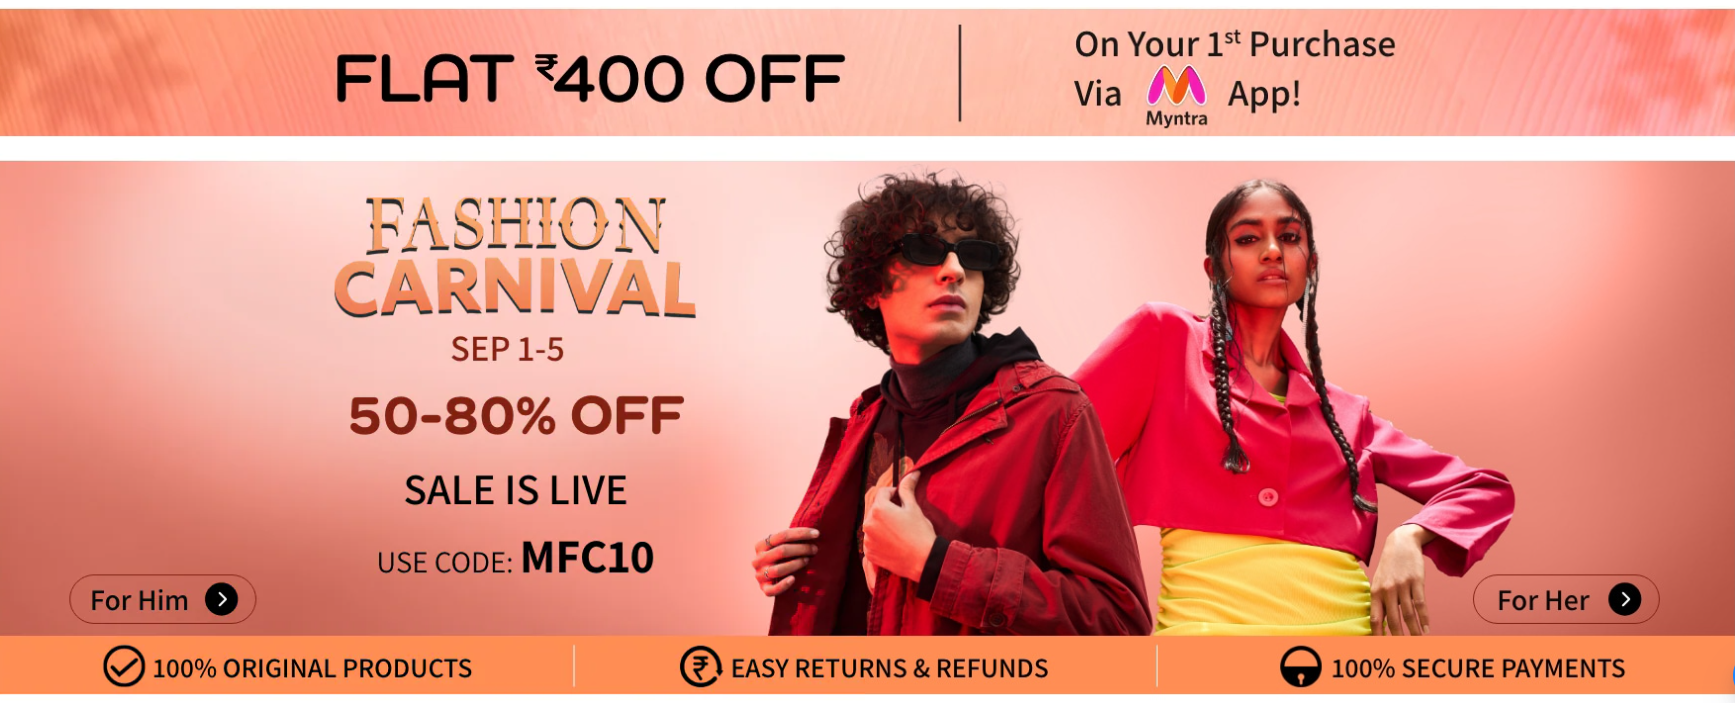 FLAT ₹400 OFF
On Your 1st Purchase
Via Myntra App!
FASHION
CARNIVAL
SEP 1-5
50-80% OFF
SALE IS LIVE
USE CODE: MFC10
For Him
For Her
100% ORIGINAL PRODUCTS
EASY RETURNS & REFUNDS
100% SECURE PAYMENTS